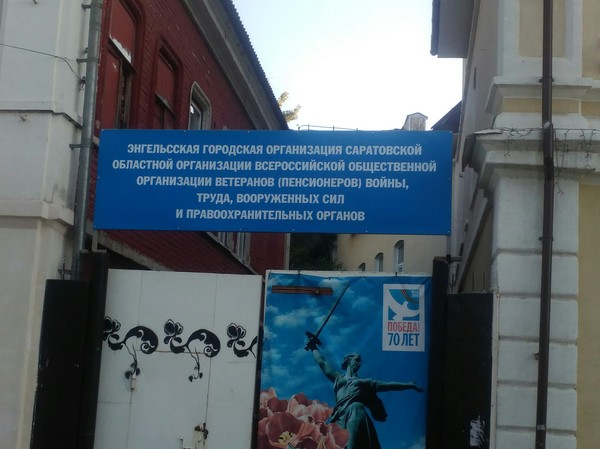 ЭНГЕЛЬССКАЯ ГОРОДСКАЯ ОРГАНИЗАЦИЯ САРАТОВСКОЙ
ОБЛАСТНОЙ ОРГАНИЗАЦИИ ВСЕРОССИЙСКОЙ ОБЩЕСТВЕННОЙ
ОРГАНИЗАЦИИ ВЕТЕРАНОВ (ПЕНСИОНЕРОВ) ВОЙНЫ,
ТРУДА, ВООРУЖЕННЫХ СИЛ
И ПРАВООХРАНИТЕЛЬНЫХ ОРГАНОВ
ПОБЕДА!
70 ЛЕТ